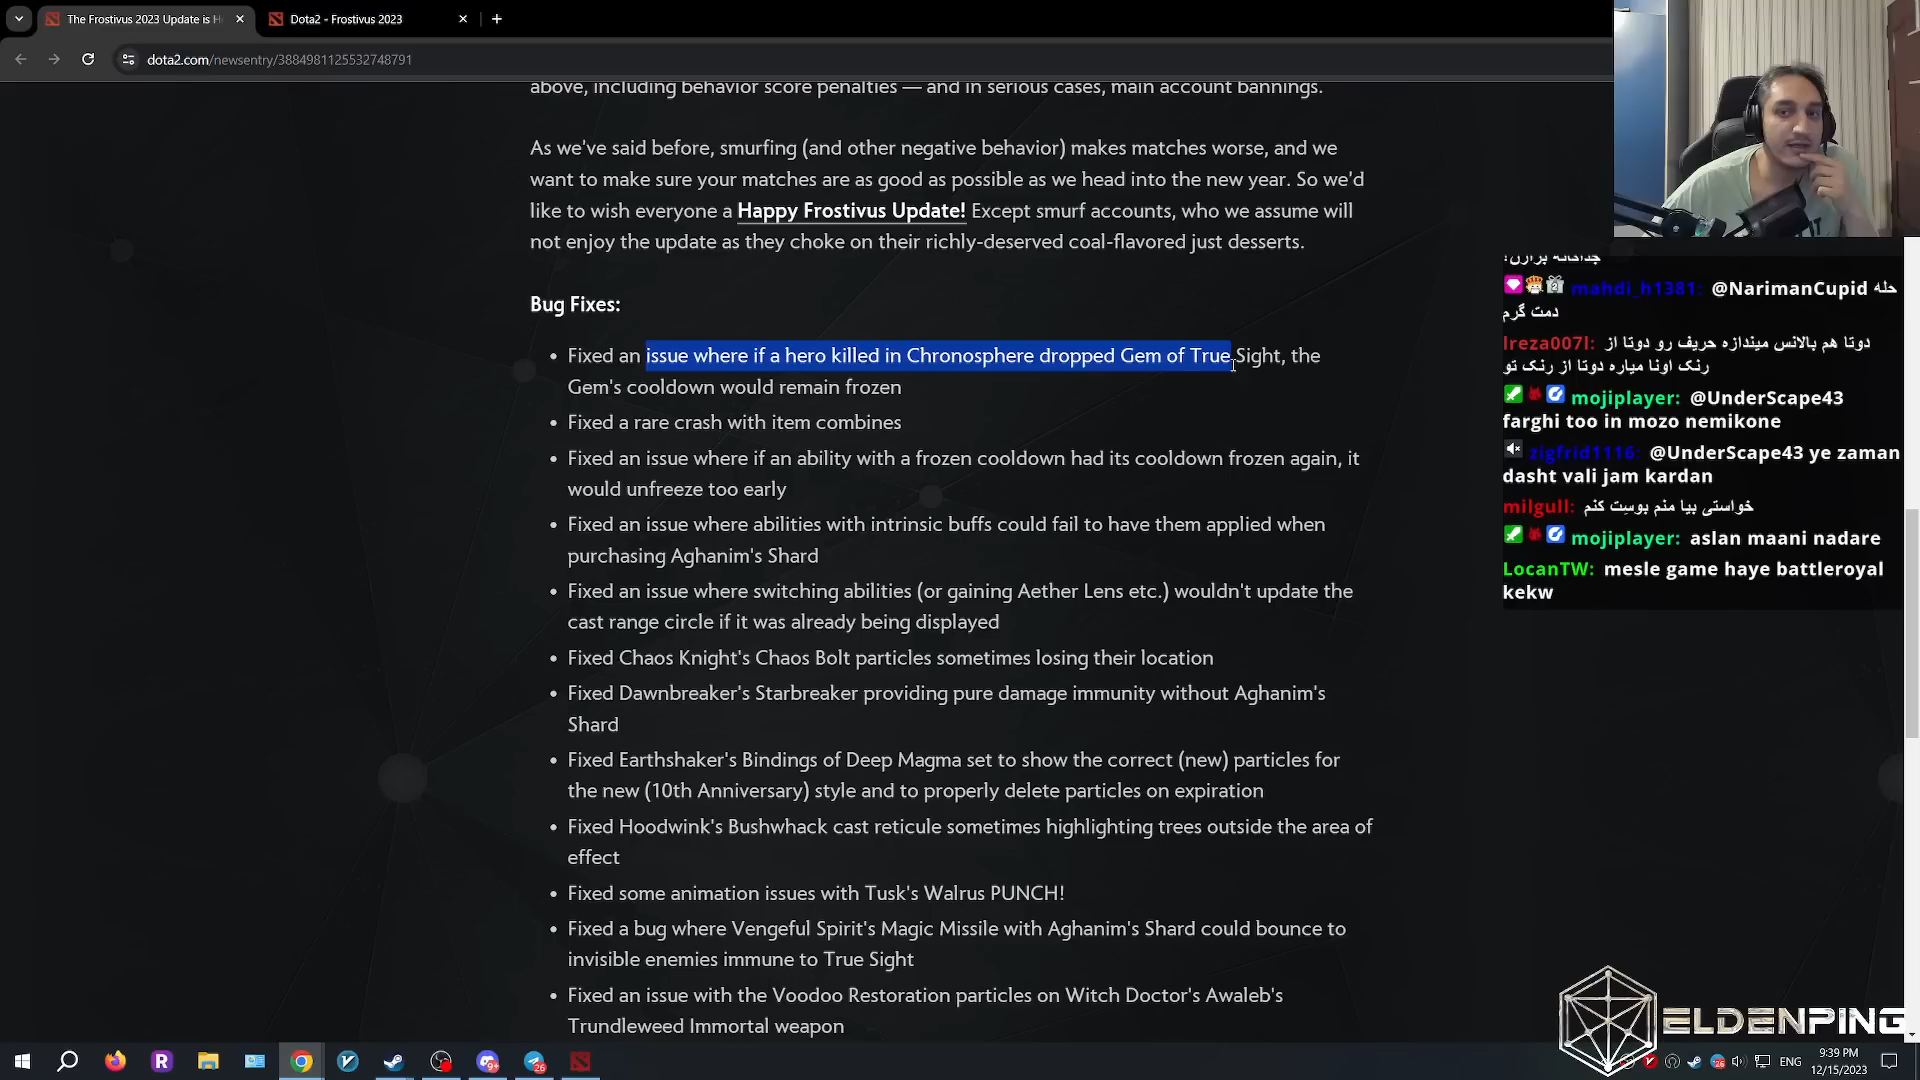 The Frostivus 2023 Update is H
Dota2 - Frostivus 2023
dota2.com/newsentry/3884981125532748791
above, including behavior score penalties — and in serious cases, main account bannings.
As we've said before, smurfing (and other negative behavior) makes matches worse, and we
want to make sure your matches are as good as possible as we head into the new year. So we'd
like to wish everyone a Happy Frostivus Update! Except smurf accounts, who we assume will
not enjoy the update as they choke on their richly-deserved coal-flavored just desserts.
Bug Fixes:
• Fixed an issue where if a hero killed in Chronosphere dropped Gem of True Sight, the
Gem's cooldown would remain frozen
• Fixed a rare crash with item combines
• Fixed an issue where if an ability with a frozen cooldown had its cooldown frozen again, it
would unfreeze too early
• Fixed an issue where abilities with intrinsic buffs could fail to have them applied when
purchasing Aghanim's Shard
• Fixed an issue where switching abilities (or gaining Aether Lens etc.) wouldn't update the
cast range circle if it was already being displayed
• Fixed Chaos Knight's Chaos Bolt particles sometimes losing their location
• Fixed Dawnbreaker's Starbreaker providing pure damage immunity without Aghanim's
Shard
• Fixed Earthshaker's Bindings of Deep Magma set to show the correct (new) particles for
the new (10th Anniversary) style and to properly delete particles on expiration
• Fixed Hoodwink's Bushwhack cast reticule sometimes highlighting trees outside the area of
effect
• Fixed some animation issues with Tusk's Walrus PUNCH!
• Fixed a bug where Vengeful Spirit's Magic Missile with Aghanim's Shard could bounce to
invisible enemies immune to True Sight
• Fixed an issue with the Voodoo Restoration particles on Witch Doctor's Awaleb's
Trundleweed Immortal weapon
mahdi_h1381: @NarimanCupid حله
دمت گرم
Ireza007I: دوتا هم بالانس میندازه حریف رو دوتا از
رنک اونا میاره دوتا از رنک تو
mojiplayer: @UnderScape43
farghi too in mozo nemikone
zigfrid1116: @UnderScape43 ye zaman
dasht vali jam kardan
milgull: خواستی بیا منم بوست کنم
mojiplayer: aslan maani nadare
LocanTW: mesle game haye battleroyal
kekw
ELDENPING
ENG
9:39 PM
12/15/2023